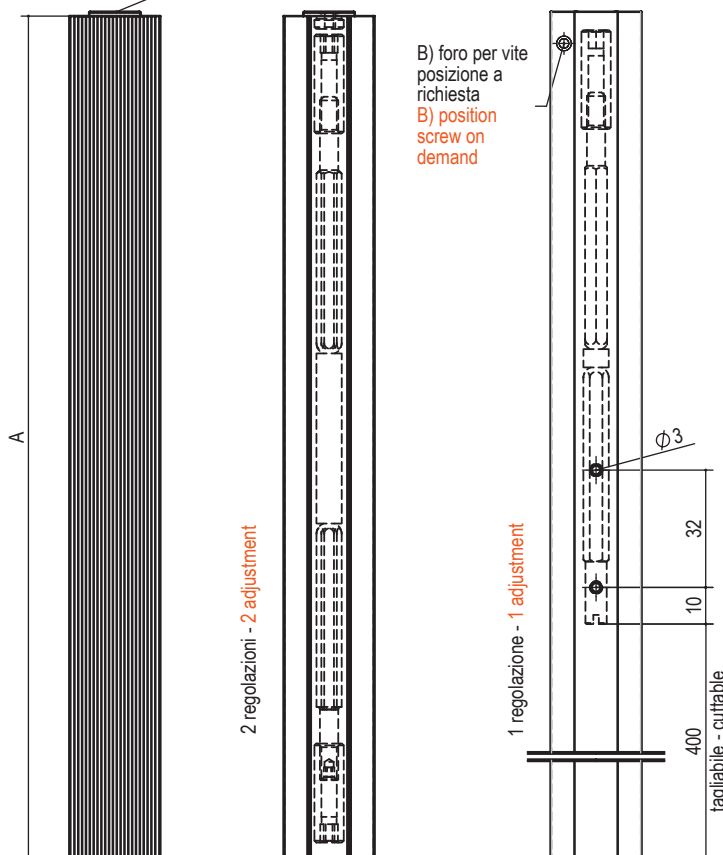 B) foro per vite
posizione a
richiesta
B) position
screw on
demand
A
2 regolazioni - 2 adjustment
1 regolazione - 1 adjustment
Ø3
32
10
400
tagliabile - cuttable